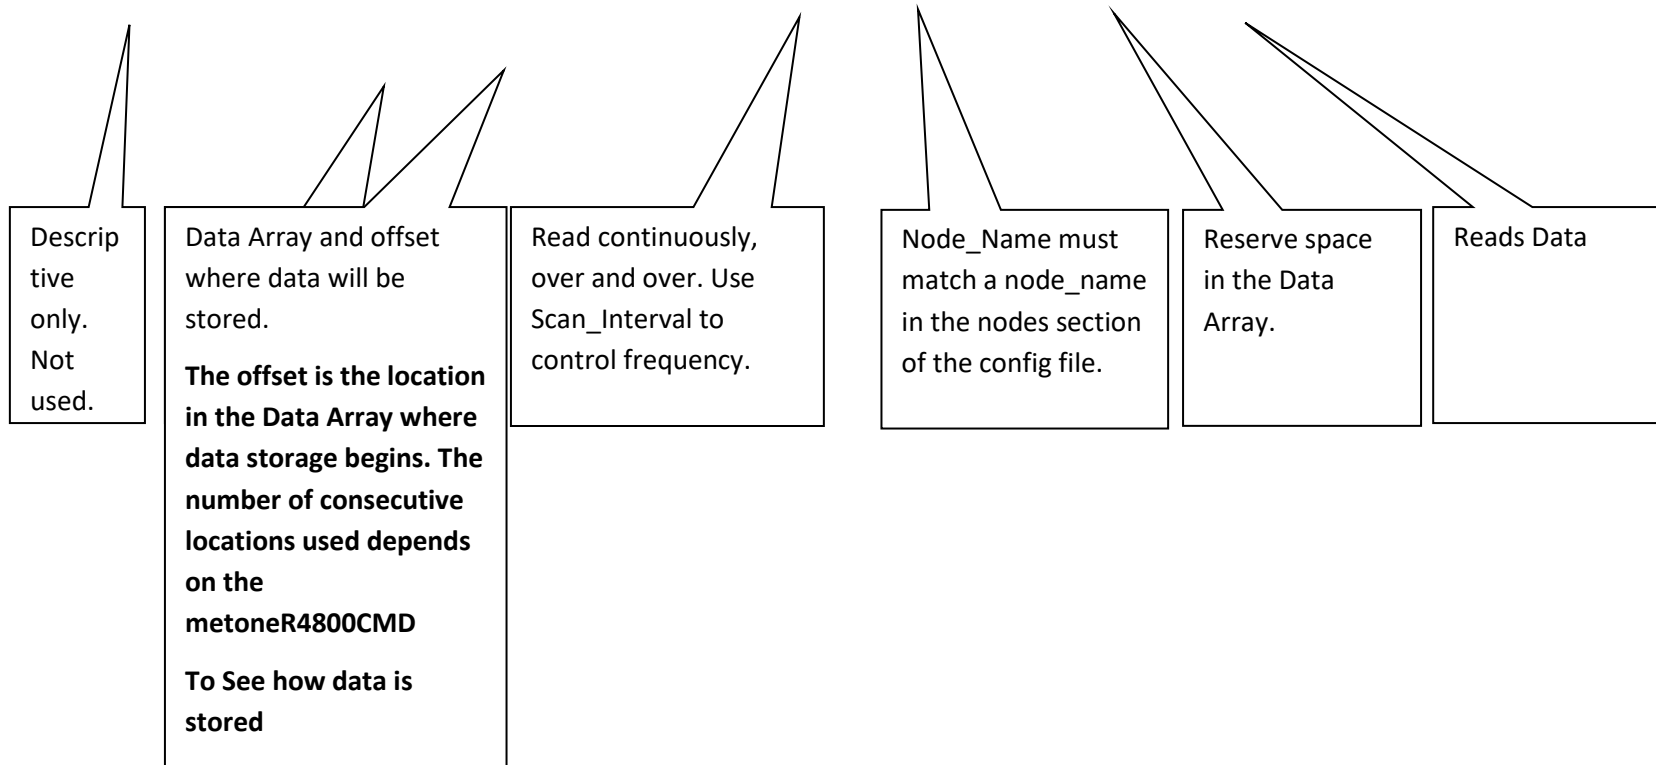 Descrip
tive
only.
Not
used.
Data Array and offset
where data will be
stored.
The offset is the location
in the Data Array where
data storage begins. The
number of consecutive
locations used depends
on the
metoneR4800CMD
To See how data is
stored
Read continuously,
over and over. Use
Scan_Interval to
control frequency.
Node_Name must
match a node_name
in the nodes section
of the config file.
Reserve space
in the Data
Array.
Reads Data